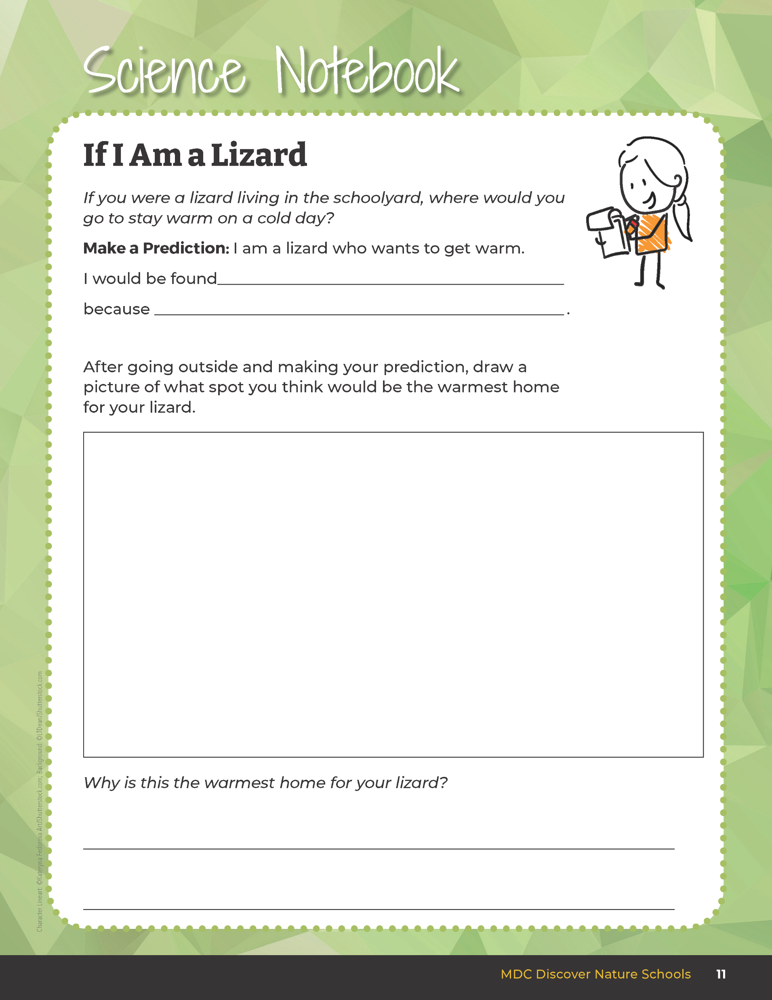 Science Notebook
If I Am a Lizard
If you were a lizard living in the schoolyard, where would you
go to stay warm on a cold day?
Make a Prediction: I am a lizard who wants to get warm.
I would be found
because .
After going outside and making your prediction, draw a
picture of what spot you think would be the warmest home
for your lizard.
Why is this the warmest home for your lizard?
Character Lineart: ©Kateryna Fedorova Art/Shutterstock.com; Background: ©LTDean/Shutterstock.com
MDC Discover Nature Schools 11